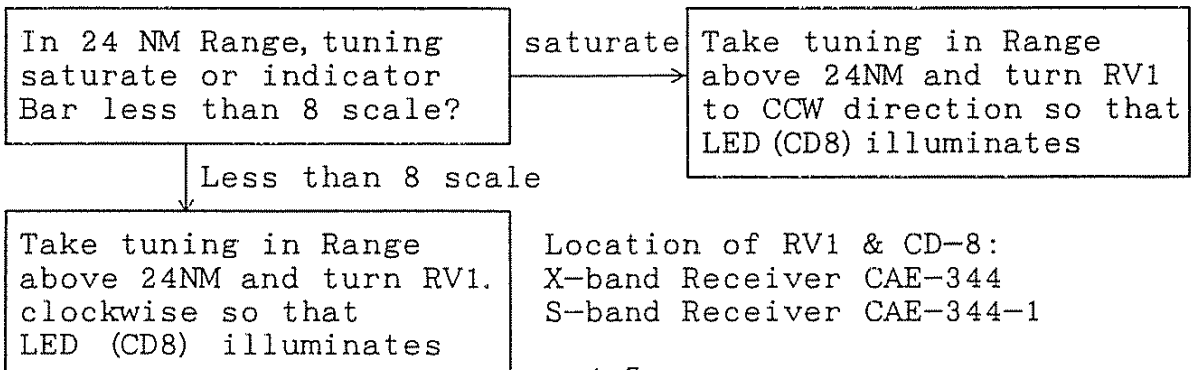 In 24 NM Range, tuning
saturate or indicator
Bar less than 8 scale?
saturate
Take tuning in Range
above 24NM and turn RV1
to CCW direction so that
LED (CD8) illuminates
Less than 8 scale
Take tuning in Range
above 24NM and turn RV1.
clockwise so that
LED (CD8) illuminates
Location of RV1 & CD-8:
X-band Receiver CAE-344
S-band Receiver CAE-344-1